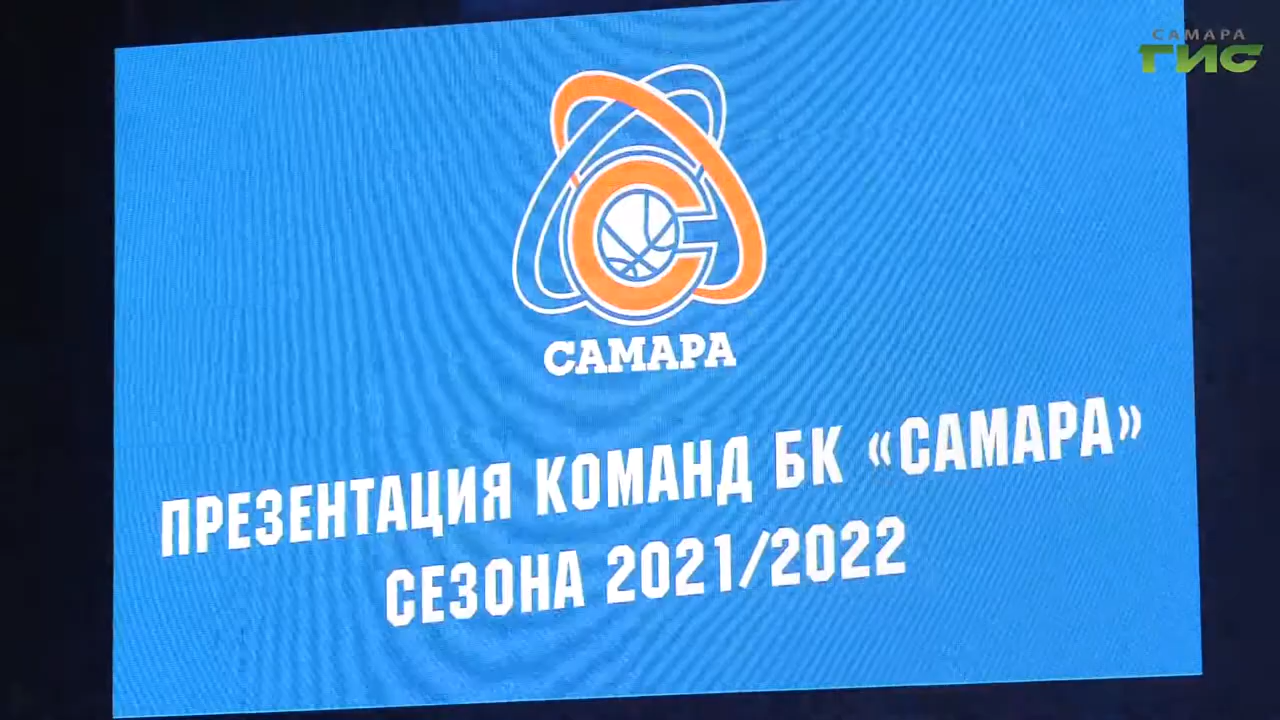 САМАРА
ГИС
С
САМАРА
ПРЕЗЕНТАЦИЯ КОМАНД БК «САМАРА»
СЕЗОНА 2021/2022